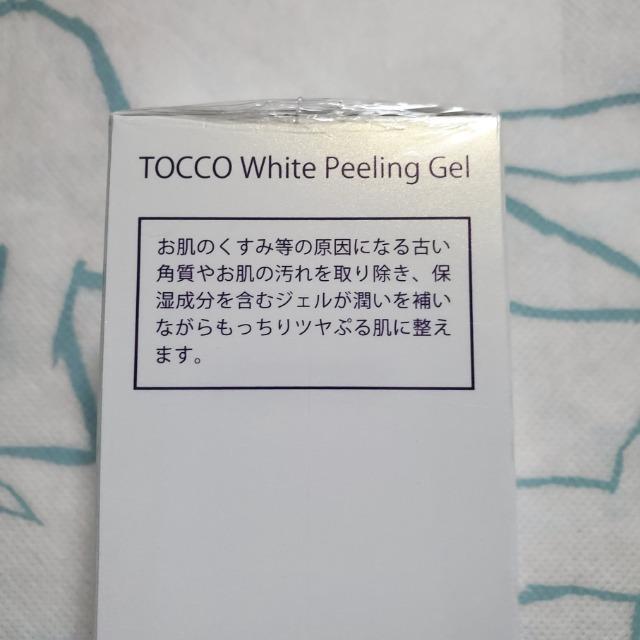 TOCCO White Peeling Gel
お肌のくすみ等の原因になる古い
角質やお肌の汚れを取り除き、保
湿成分を含むジェルが潤いを補い
ながらもっちりツヤぷる肌に整え
ます。